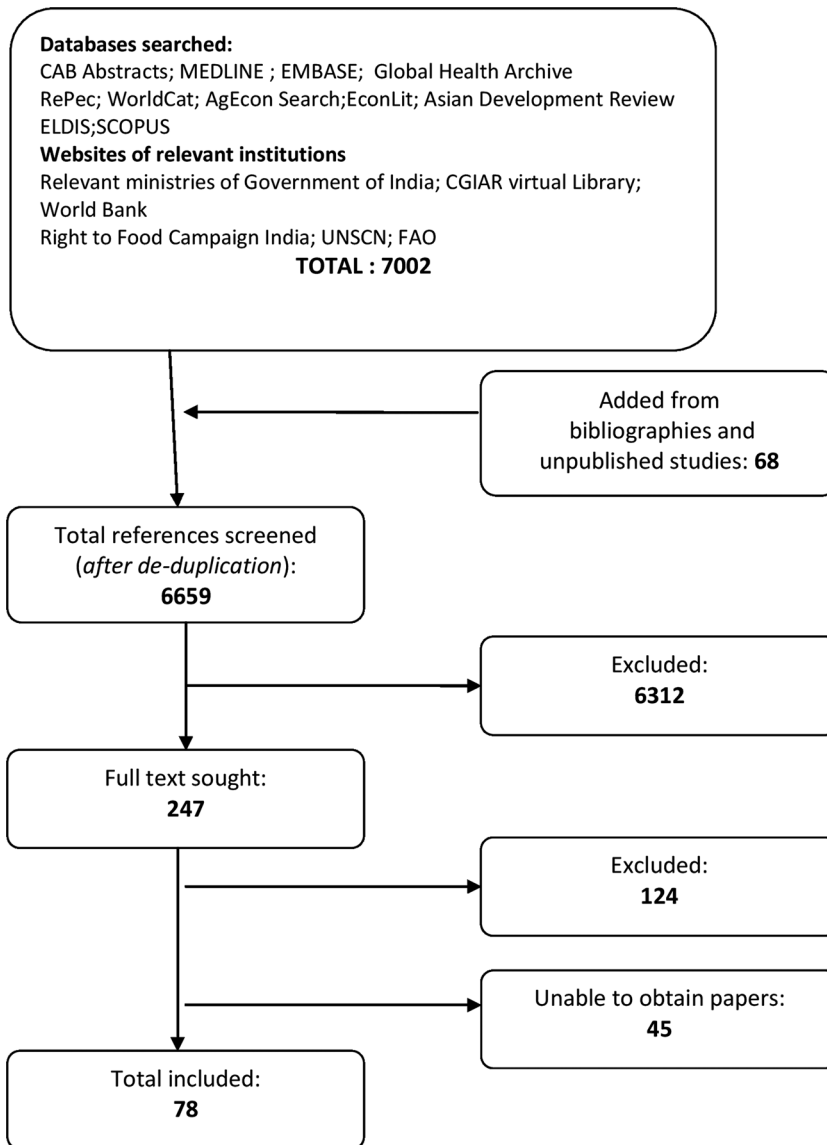 Databases searched:
CAB Abstracts; MEDLINE ; EMBASE; Global Health Archive
RePec; WorldCat; AgEcon Search;EconLit; Asian Development Review
ELDIS;SCOPUS
Websites of relevant institutions
Relevant ministries of Government of India; CGIAR virtual Library;
World Bank
Right to Food Campaign India; UNSCN; FAO
TOTAL : 7002
Added from
bibliographies and
unpublished studies: 68
Total references screened
(after de-duplication):
6659
Excluded:
6312
Full text sought:
247
Excluded:
124
Unable to obtain papers:
45
Total included:
78